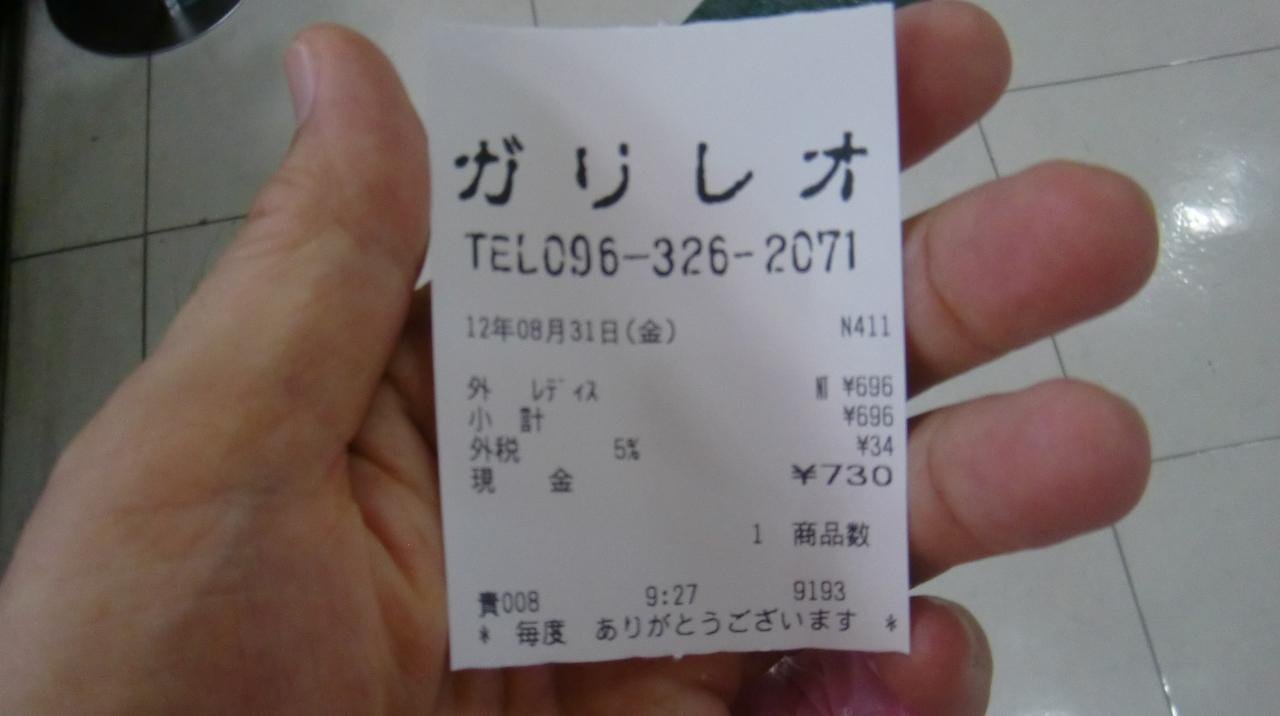 ガリレオ
TEL096-326-2071
12年08月31日(金) N411
外 レディス ¥696
小計 ¥696
外税 5% ¥34
現金 ¥730
1 商品数
責008 9:27 9193
* 毎度 ありがとうございます *